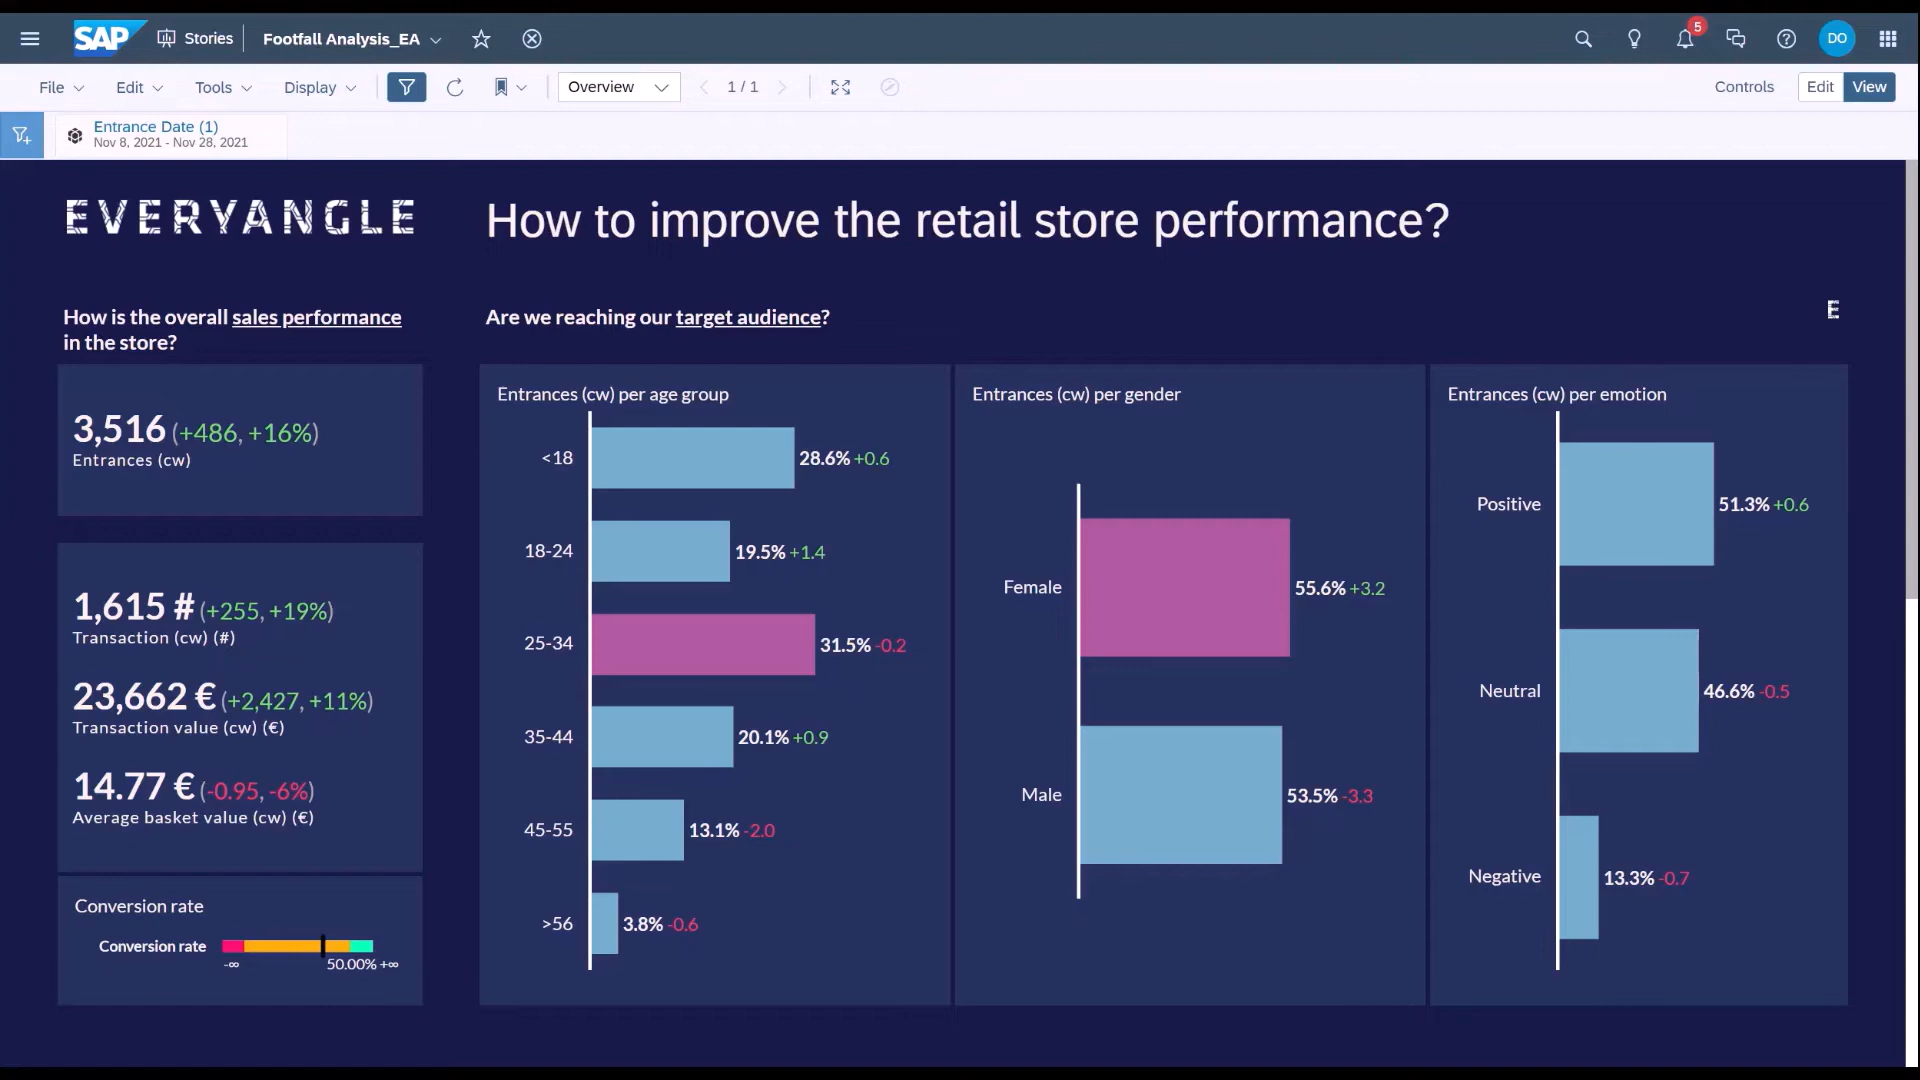 SAP Stories Footfall Analysis_EA 5 DO
File Edit Tools Display Overview 1 / 1 Controls Edit View
Entrance Date (1)
Nov 8, 2021 - Nov 28, 2021
EVERYANGLE
How to improve the retail store performance?
How is the overall sales performance
in the store?
3,516 (+486, +16%)
Entrances (cw)
1,615 # (+255, +19%)
Transaction (cw) (#)
23,662 € (+2,427, +11%)
Transaction value (cw) (€)
14.77 € (-0.95, -6%)
Average basket value (cw) (€)
Conversion rate
Conversion rate
-∞ 50.00% +∞
Are we reaching our target audience?
E
Entrances (cw) per age group
<18 28.6% +0.6
18-24 19.5% +1.4
25-34 31.5% -0.2
35-44 20.1% +0.9
45-55 13.1% -2.0
>56 3.8% -0.6
Entrances (cw) per gender
Female 55.6% +3.2
Male 53.5% -3.3
Entrances (cw) per emotion
Positive 51.3% +0.6
Neutral 46.6% -0.5
Negative 13.3% -0.7